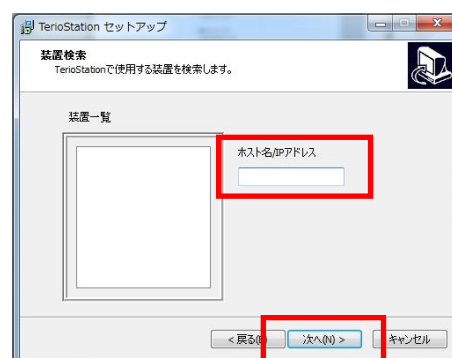 TerioStation セットアップ
装置検索
TerioStationで使用する装置を検索します。
装置一覧
ホスト名/IPアドレス
< 戻る(B)
次へ(N) >
キャンセル